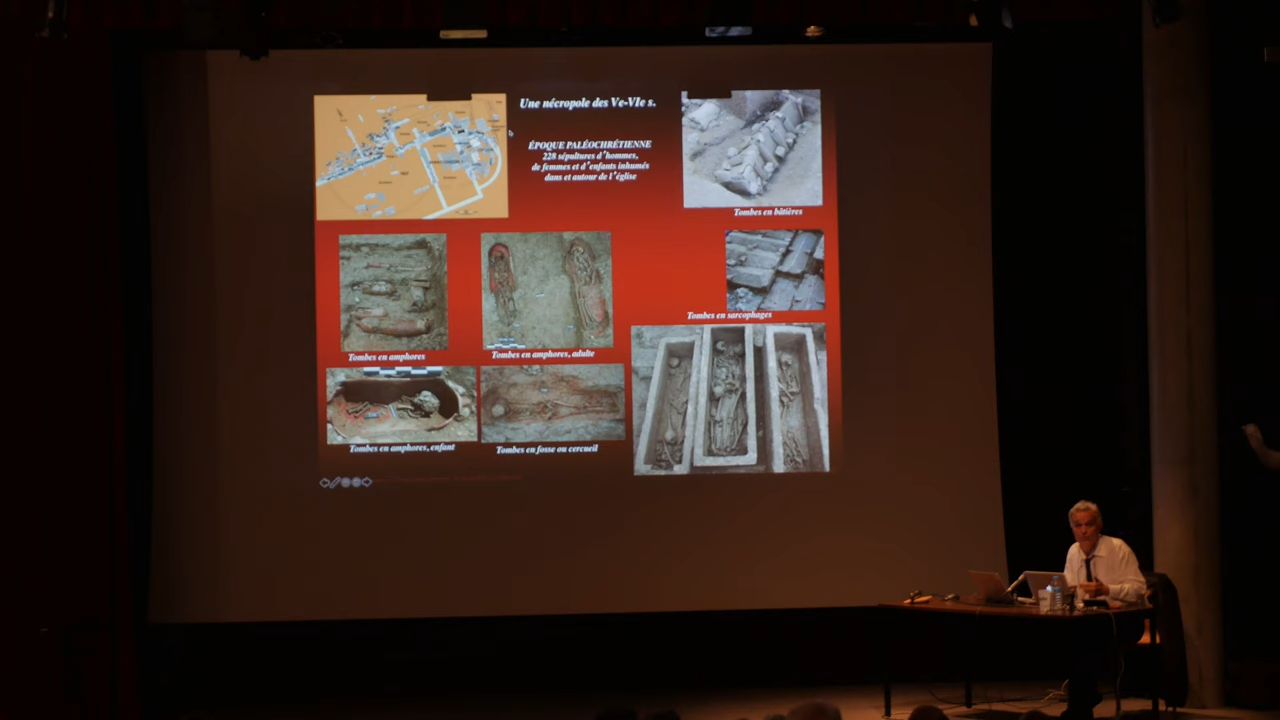 Une nécropole des Ve-VIe s.
ÉPOQUE PALÉOCHRÉTIENNE
228 sépultures d'hommes,
de femmes et d'enfants inhumés
dans et autour de l'église
Tombes en bâtières
Tombes en sarcophages
Tombes en amphores
Tombes en amphores, adulte
Tombes en amphores, enfant
Tombes en fosse ou cercueil